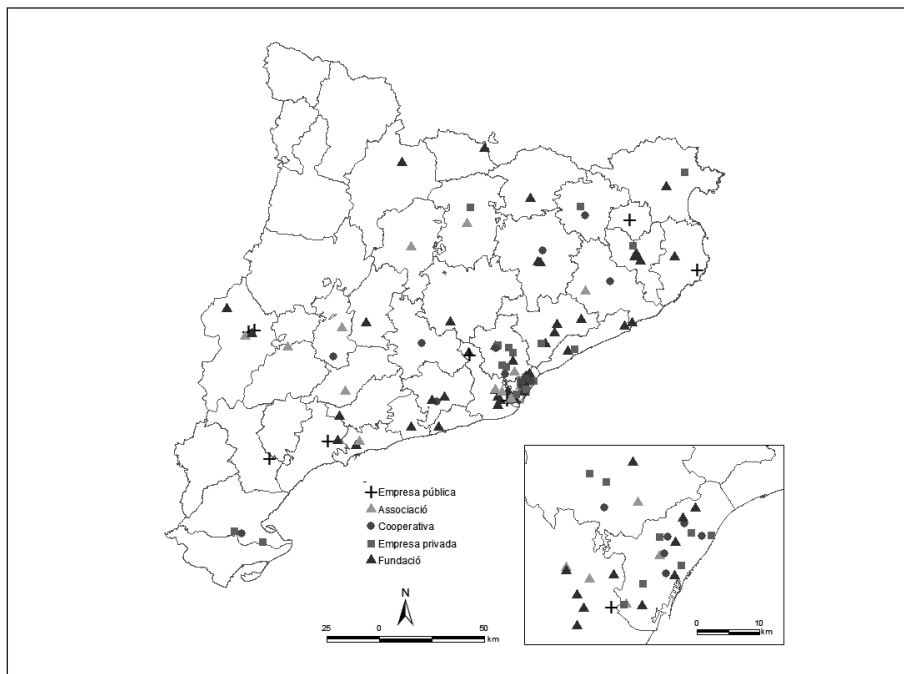 Empresa pública
Associació
Cooperativa
Empresa privada
Fundació
N
25 0 50
km
0 10
km